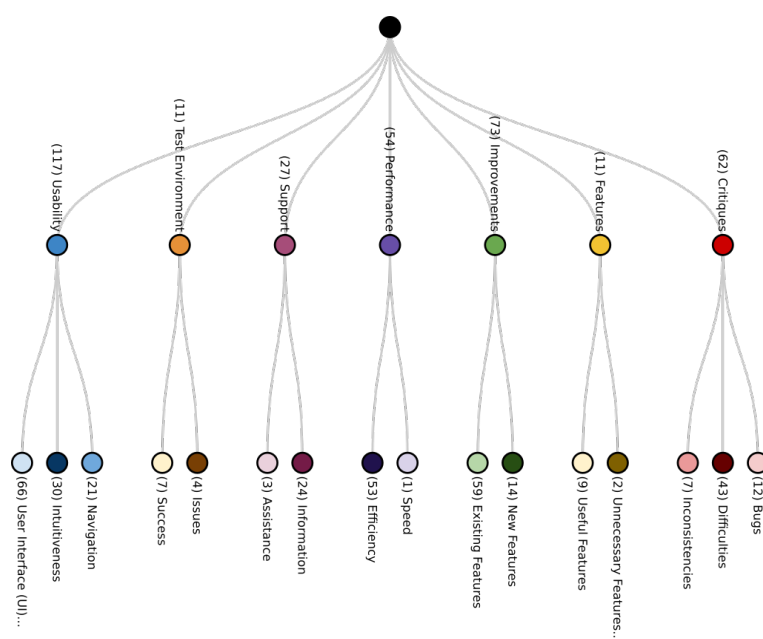 (117) Usability
(11) Test Environment
(27) Support
(54) Performance
(73) Improvements
(11) Features
(62) Critiques
(66) User Interface (UI)...
(30) Intuitiveness
(21) Navigation
(7) Success
(4) Issues
(3) Assistance
(24) Information
(53) Efficiency
(1) Speed
(59) Existing Features
(14) New Features
(9) Useful Features
(2) Unnecessary Features..
(7) Inconsistencies
(43) Difficulties
(12) Bugs